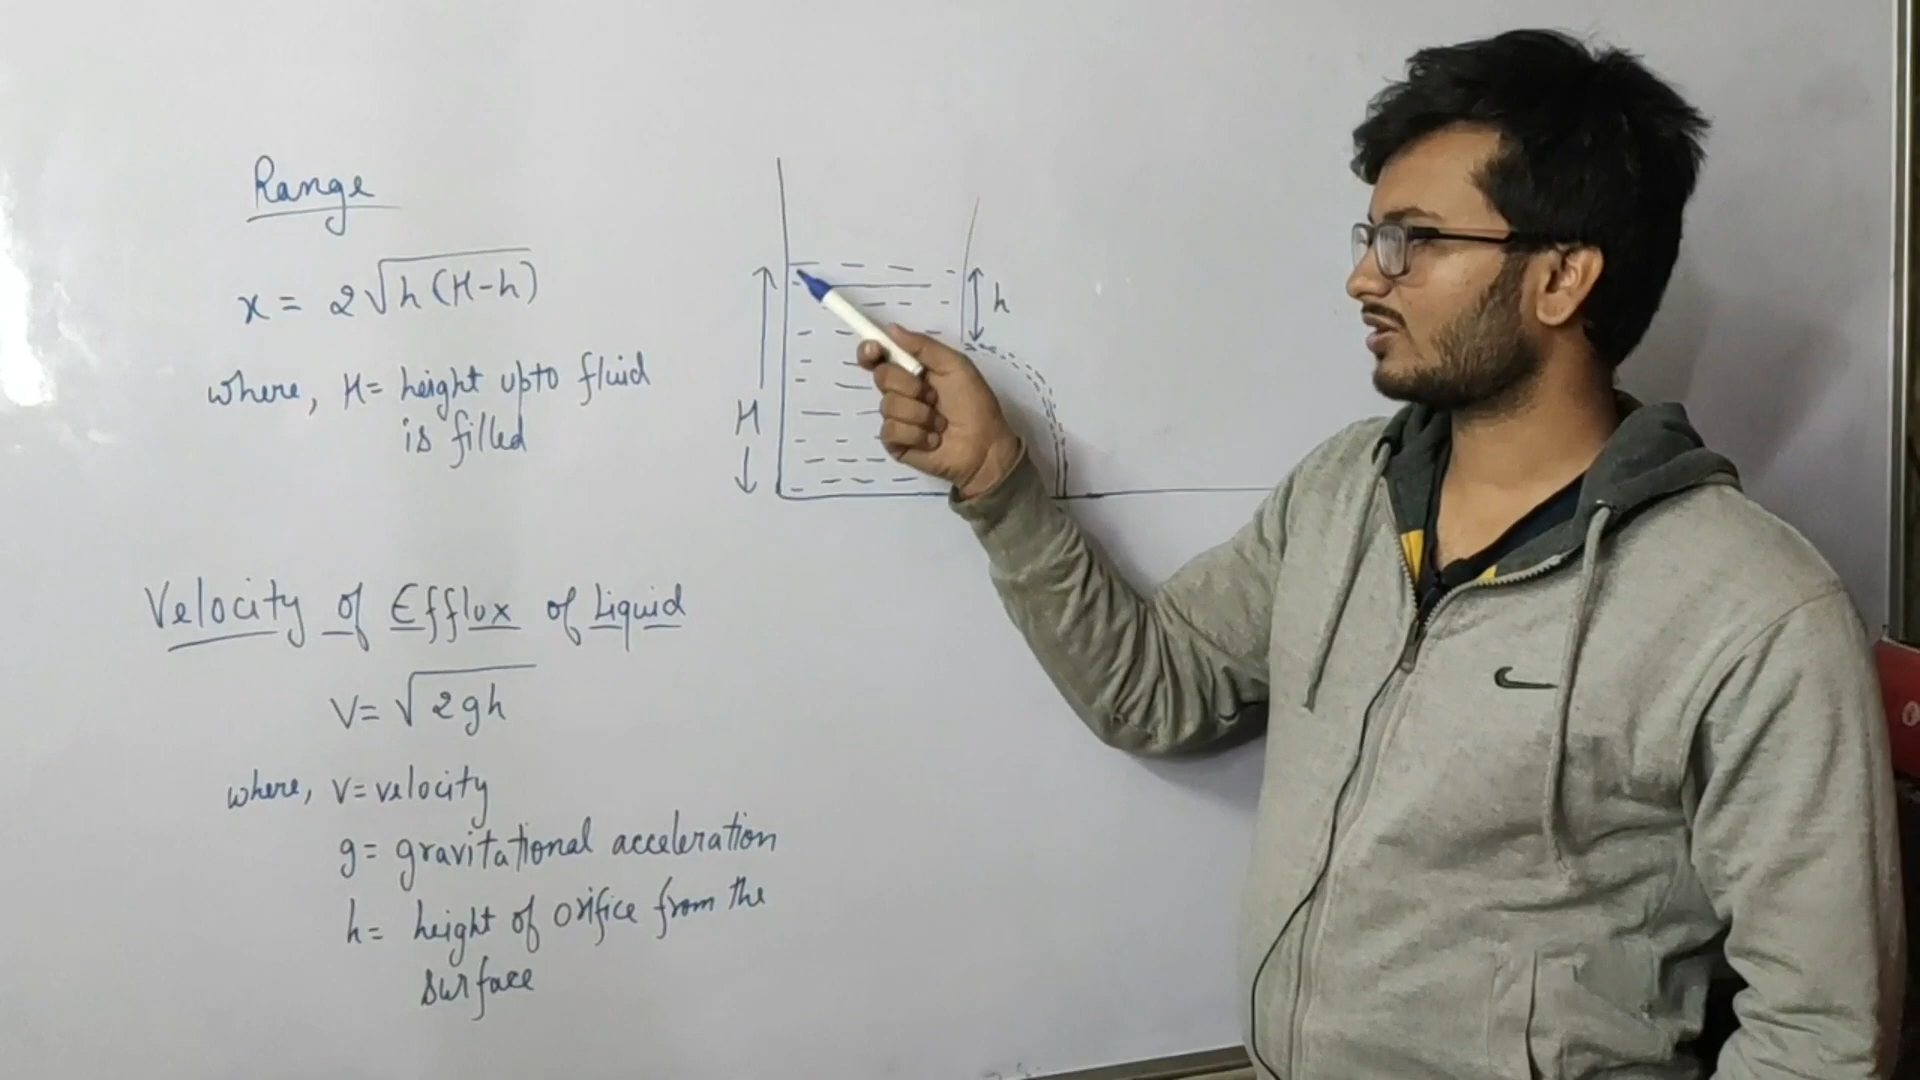 Range
x = 2√h(H-h)
where, H= height upto fluid
is filled
H
h
Velocity of Efflux of Liquid
V= √2gh
where, v= velocity
g= gravitational acceleration
h= height of orifice from the
surface